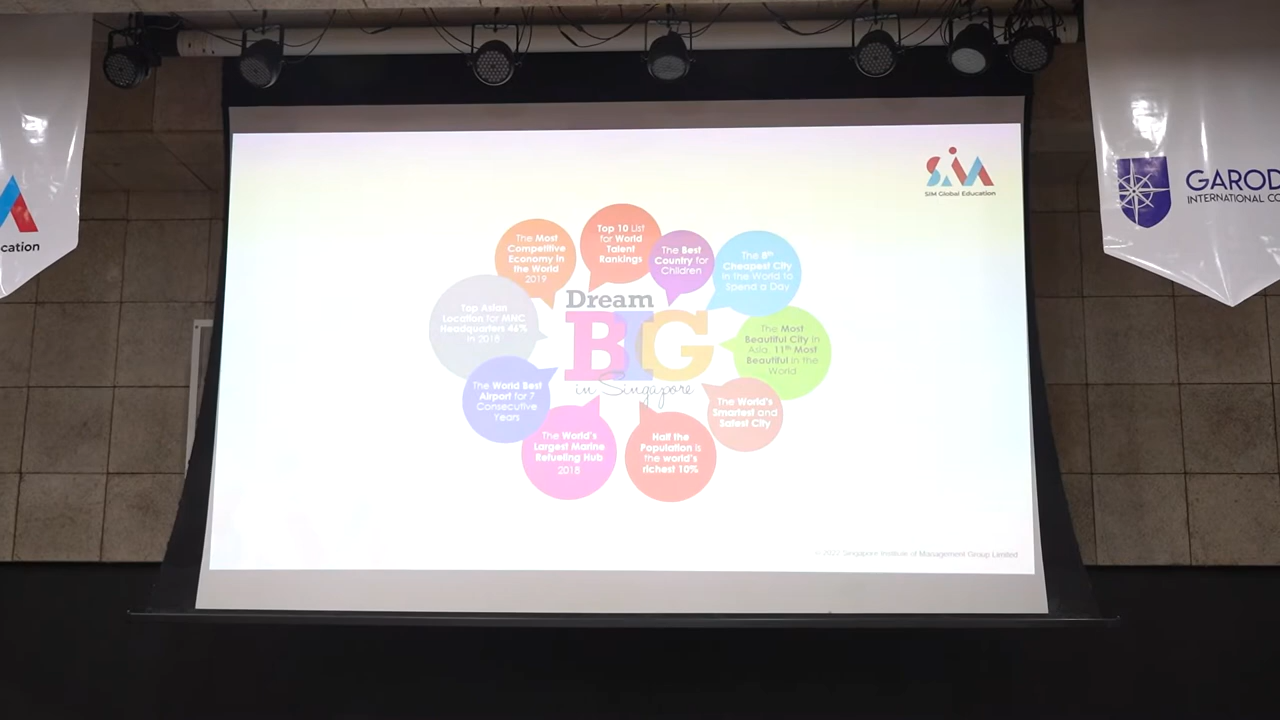 SIM Global Education
cation
GAROD
INTERNATIONAL CO
The Most
Competitive
Economy in
the World
2019
Top 10 List
for World
Talent
Rankings
The Best
Country for
Children
The 8th
Cheapest City
in the World to
Spend a Day
Top Asian
Location for MNC
Headquarters 46%
in 2018
Dream
BIG
in Singapore
The Most
Beautiful City in
Asia, 11th Most
Beautiful in the
World
The World Best
Airport for 7
Consecutive
Years
The World's
Smartest and
Safest City
The World's
Largest Marine
Refueling Hub
2018
Half the
Population is
the world's
richest 10%
© 2022 Singapore Institute of Management Group Limited